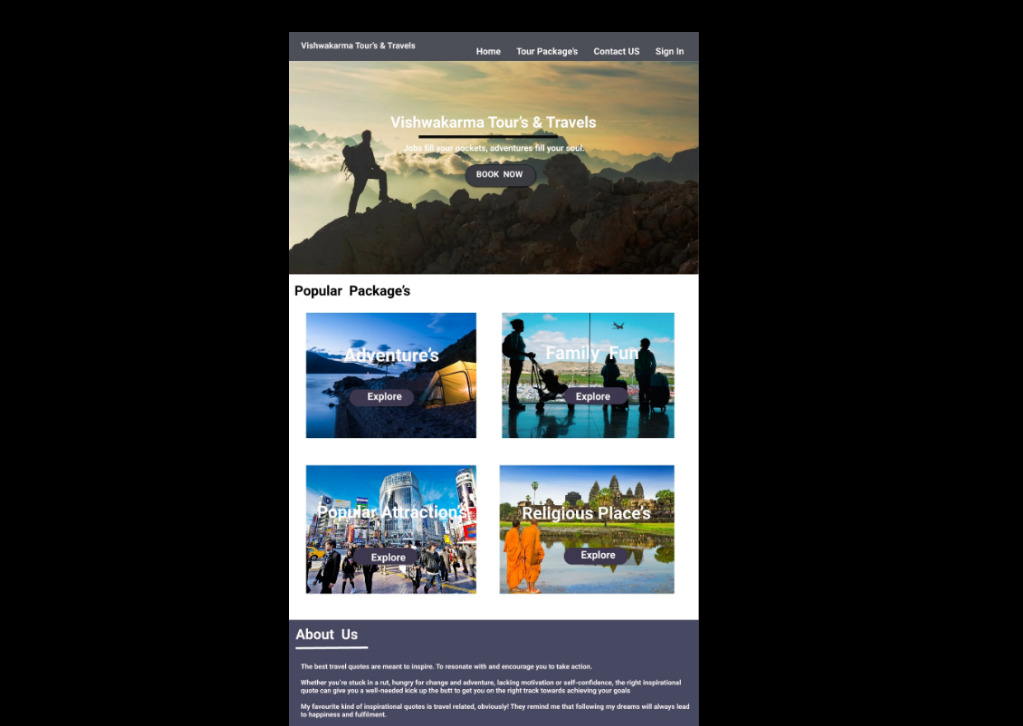 Vishwakarma Tour's & Travels
Home Tour Package's Contact US Sign In
Vishwakarma Tour's & Travels
Jobs fill your pockets, adventures fill your soul.
BOOK NOW
Popular Package's
Adventure's
Explore
Family Fun
Explore
Popular Attraction's
Explore
Religious Place's
Explore
About Us
The best travel quotes are meant to inspire. To resonate with and encourage you to take action.
Whether you're stuck in a rut, hungry for change and adventure, lacking motivation or self-confidence, the right inspirational
quote can give you a well-needed kick up the butt to get you on the right track towards achieving your goals
My favourite kind of inspirational quotes is travel related, obviously! They remind me that following my dreams will always lead
to happiness and fulfilment.